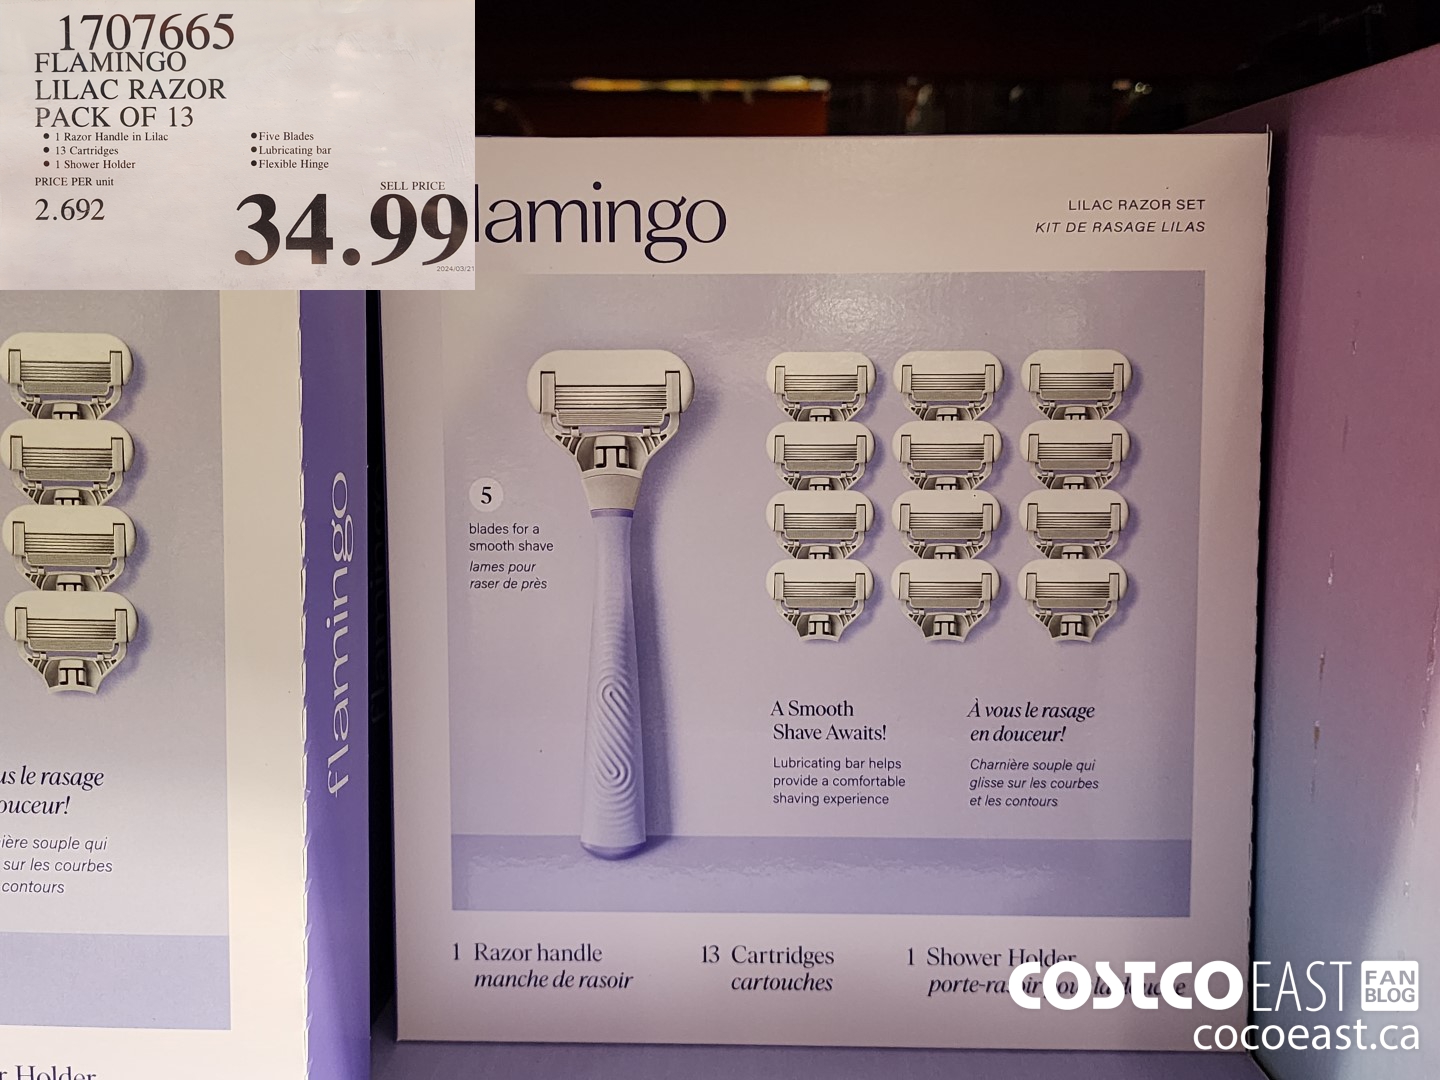 1707665
FLAMINGO
LILAC RAZOR
PACK OF 13
• 1 Razor Handle in Lilac
• 13 Cartridges
• 1 Shower Holder
• Five Blades
• Lubricating bar
• Flexible Hinge
PRICE PER unit
2.692
SELL PRICE
34.99
2024/03/21
lamingo
LILAC RAZOR SET
KIT DE RASAGE LILAS
5
blades for a
smooth shave
lames pour
raser de près
A Smooth
Shave Awaits!
Lubricating bar helps
provide a comfortable
shaving experience
À vous le rasage
en douceur!
Charnière souple qui
glisse sur les courbes
et les contours
1 Razor handle
manche de rasoir
13 Cartridges
cartouches
1 Shower Holder
flamingo
us le rasage
ouceur!
ière souple qui
sur les courbes
contours
r Holder
COSTCO EAST FAN BLOG
cocoeast.ca